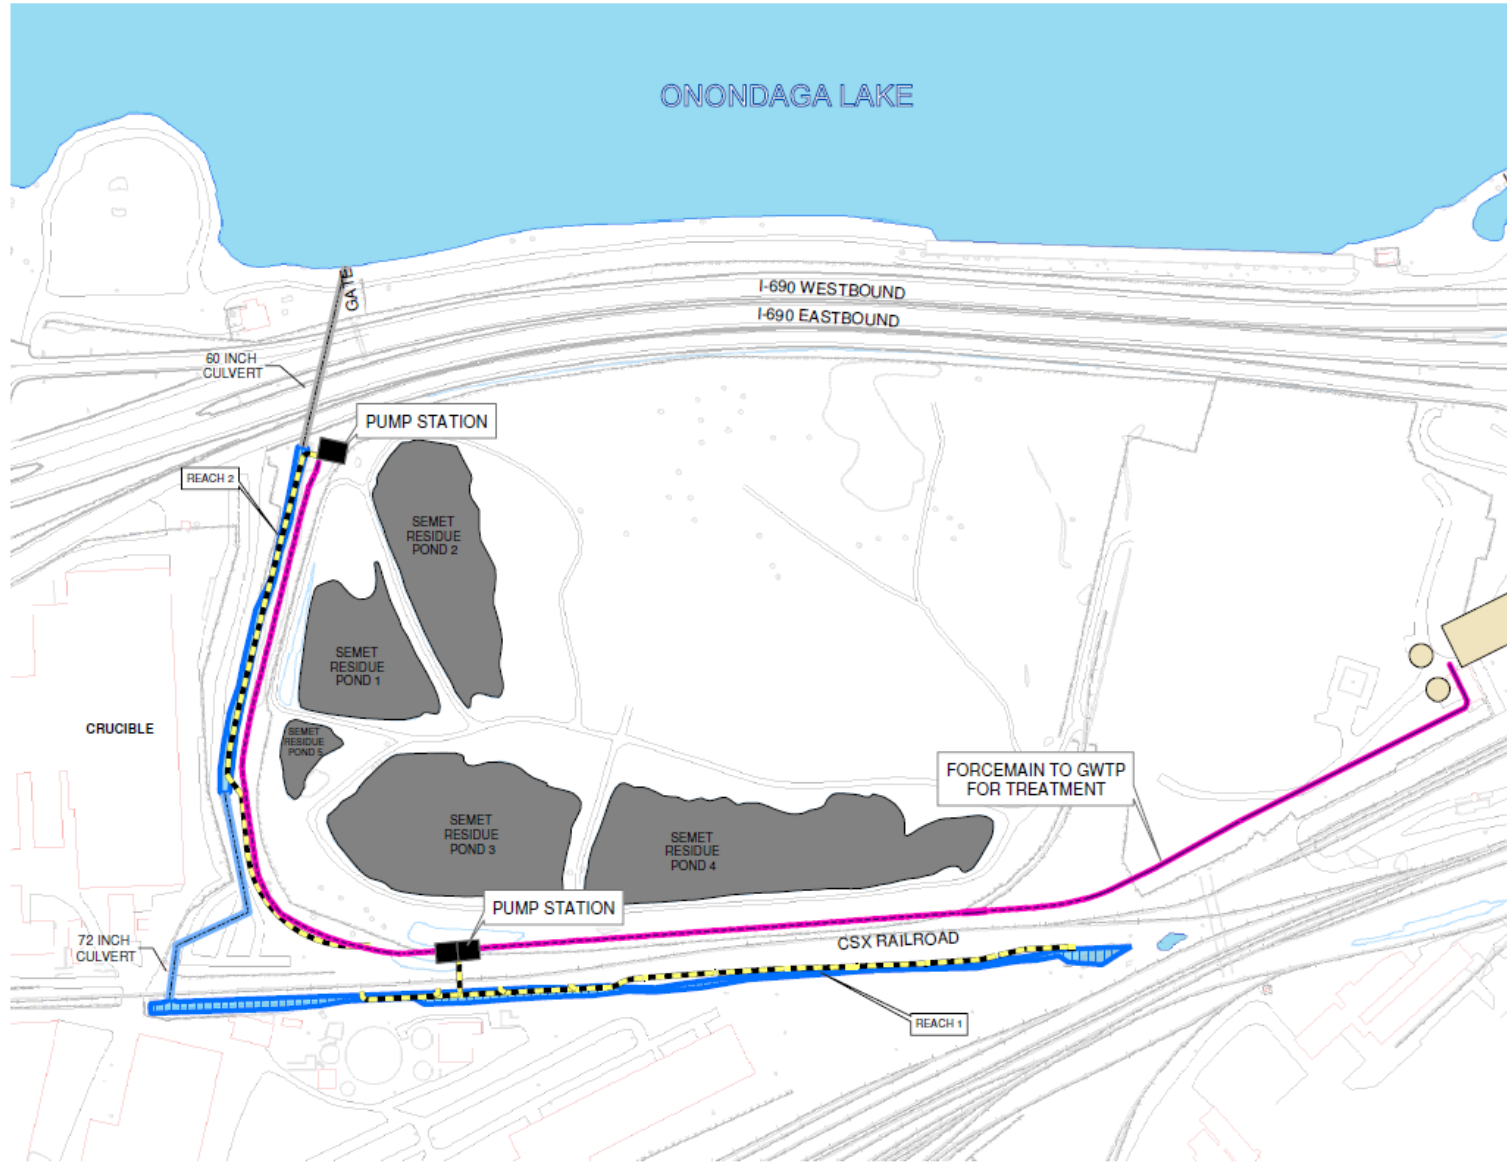 ONONDAGA LAKE
GATE
I-690 WESTBOUND
I-690 EASTBOUND
60 INCH
CULVERT
PUMP STATION
REACH 2
SEMET
RESIDUE
POND 2
SEMET
RESIDUE
POND 1
CRUCIBLE
SEMET
RESIDUE
POND 5
FORCEMAIN TO GWTP
FOR TREATMENT
SEMET
RESIDUE
POND 3
SEMET
RESIDUE
POND 4
PUMP STATION
72 INCH
CULVERT
CSX RAILROAD
REACH 1